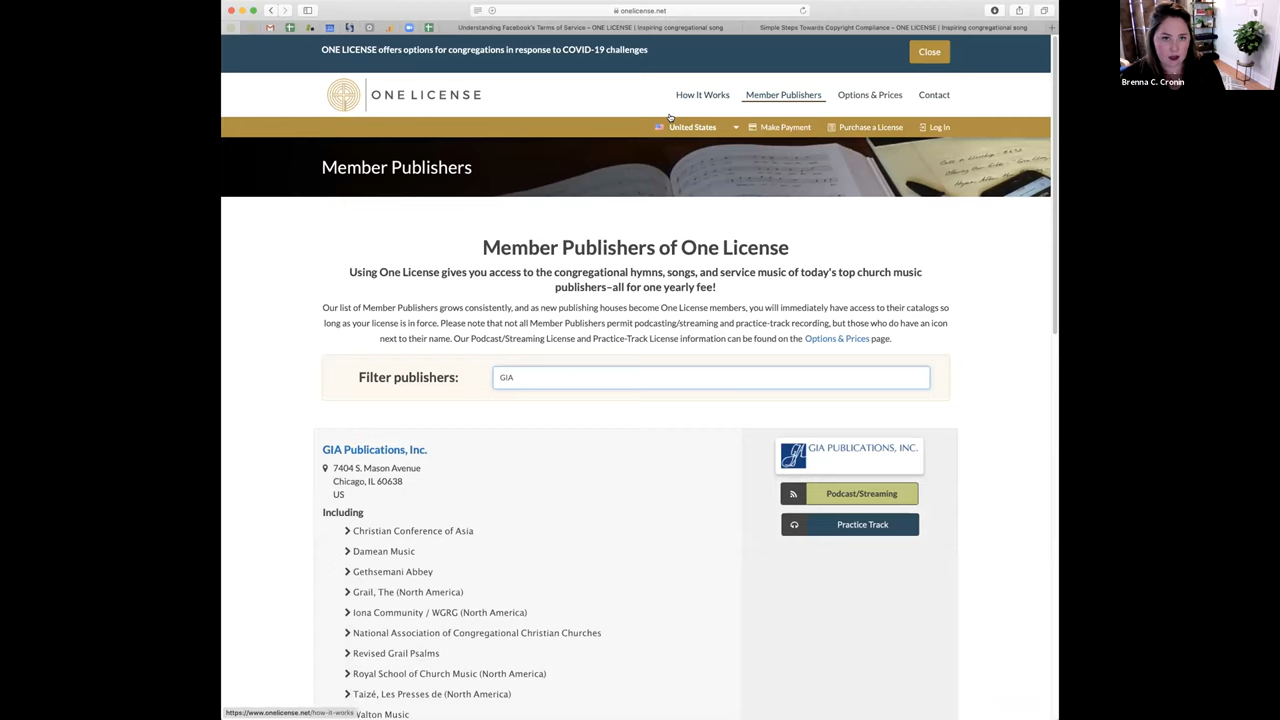 onelicense.net
Understanding Facebook's Terms of Service – ONE LICENSE | Inspiring congregational song
Simple Steps Towards Copyright Compliance – ONE LICENSE | Inspiring congregational song
ONE LICENSE offers options for congregations in response to COVID-19 challenges
Close
ONE LICENSE
How It Works
Member Publishers
Options & Prices
Contact
United States
Make Payment
Purchase a License
Log In
Member Publishers
Member Publishers of One License
Using One License gives you access to the congregational hymns, songs, and service music of today's top church music
publishers–all for one yearly fee!
Our list of Member Publishers grows consistently, and as new publishing houses become One License members, you will immediately have access to their catalogs so
long as your license is in force. Please note that not all Member Publishers permit podcasting/streaming and practice-track recording, but those who do have an icon
next to their name. Our Podcast/Streaming License and Practice-Track License information can be found on the Options & Prices page.
Filter publishers:
GIA
GIA Publications, Inc.
7404 S. Mason Avenue
Chicago, IL 60638
US
Including
Christian Conference of Asia
Damean Music
Gethsemani Abbey
Grail, The (North America)
Iona Community / WGRG (North America)
National Association of Congregational Christian Churches
Revised Grail Psalms
Royal School of Church Music (North America)
Taizé, Les Presses de (North America)
Walton Music
GIA PUBLICATIONS, INC.
Podcast/Streaming
Practice Track
https://www.onelicense.net/how-it-works
Brenna C. Cronin